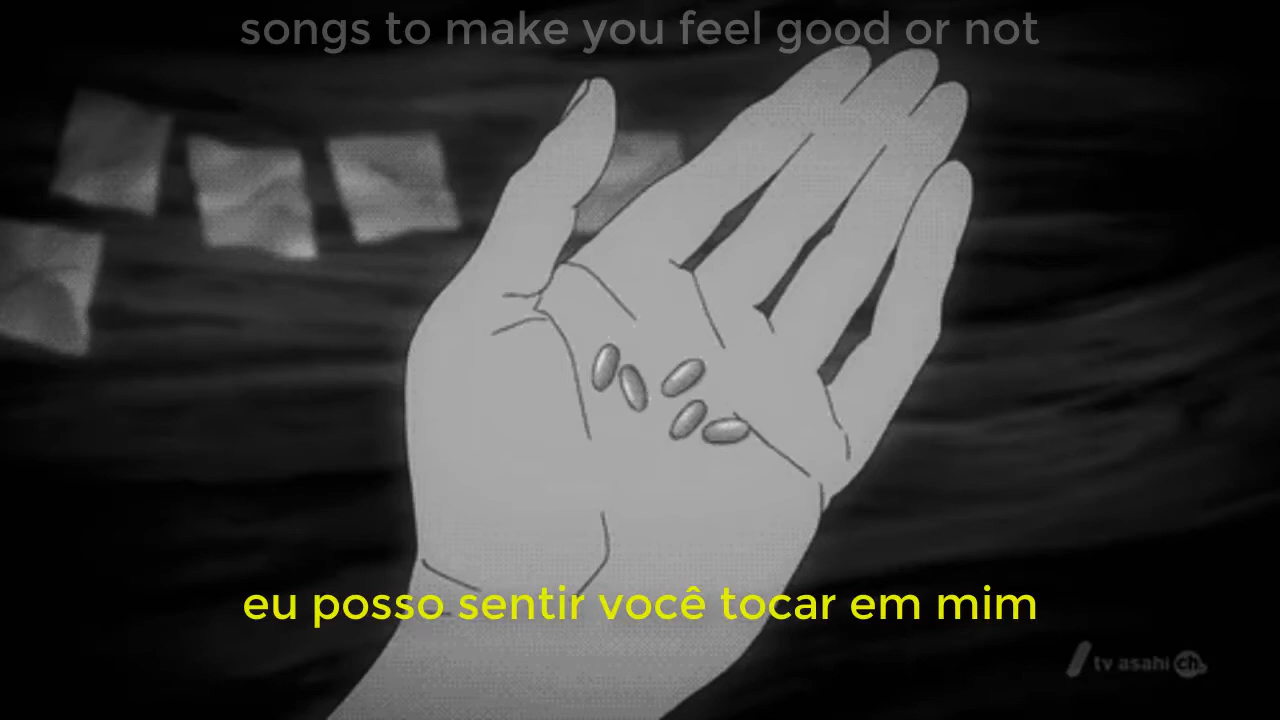 songs to make you feel good or not
eu posso sentir você tocar em mim
tv asahi ch.